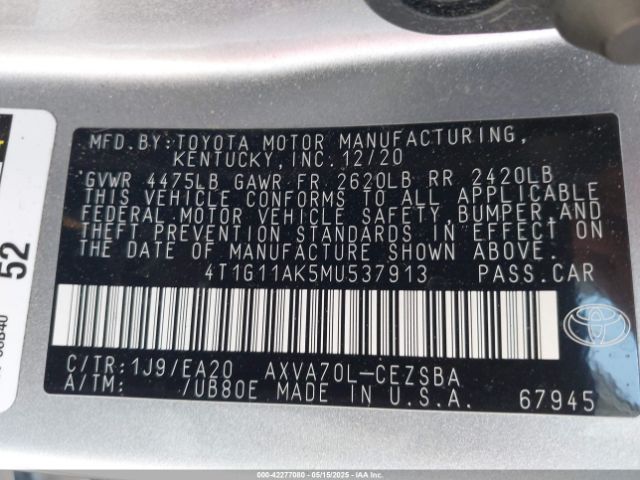 MFD.BY:TOYOTA MOTOR MANUFACTURING,
KENTUCKY,INC.12/20
GVWR 4475LB GAWR FR 2620LB RR 2420LB
THIS VEHICLE CONFORMS TO ALL APPLICABLE
FEDERAL MOTOR VEHICLE SAFETY,BUMPER,AND
THEFT PREVENTION STANDARDS IN EFFECT ON
THE DATE OF MANUFACTURE SHOWN ABOVE.
4T1G11AK5MU537913 PASS.CAR
C/TR:1J9/EA20 AXVA70L-CEZSBA
A/TM: /UB80E MADE IN U.S.A.
67945
52
000-42277080 - 05/15/2025 - IAAI.COM